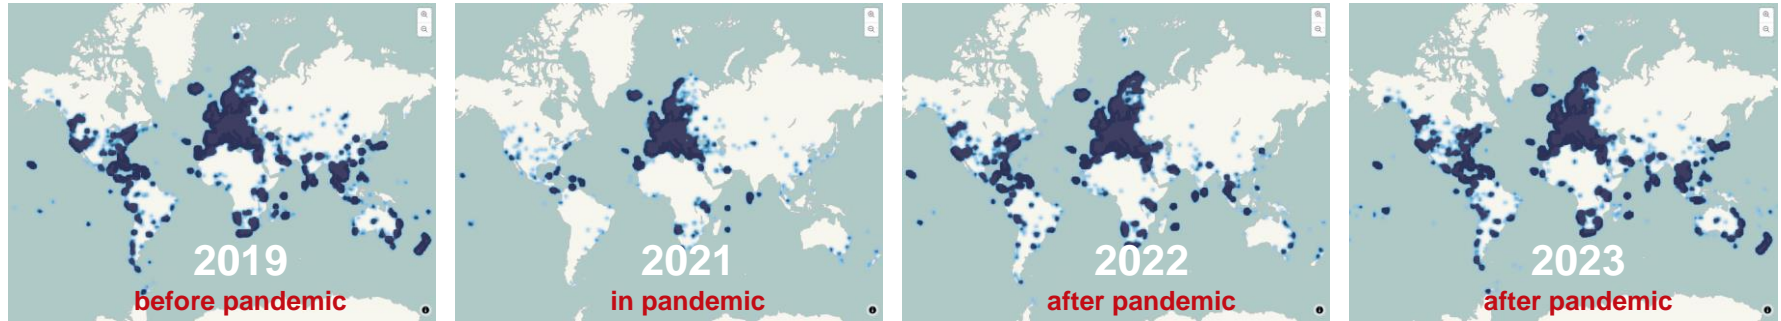 2019
before pandemic
2021
in pandemic
2022
after pandemic
2023
after pandemic